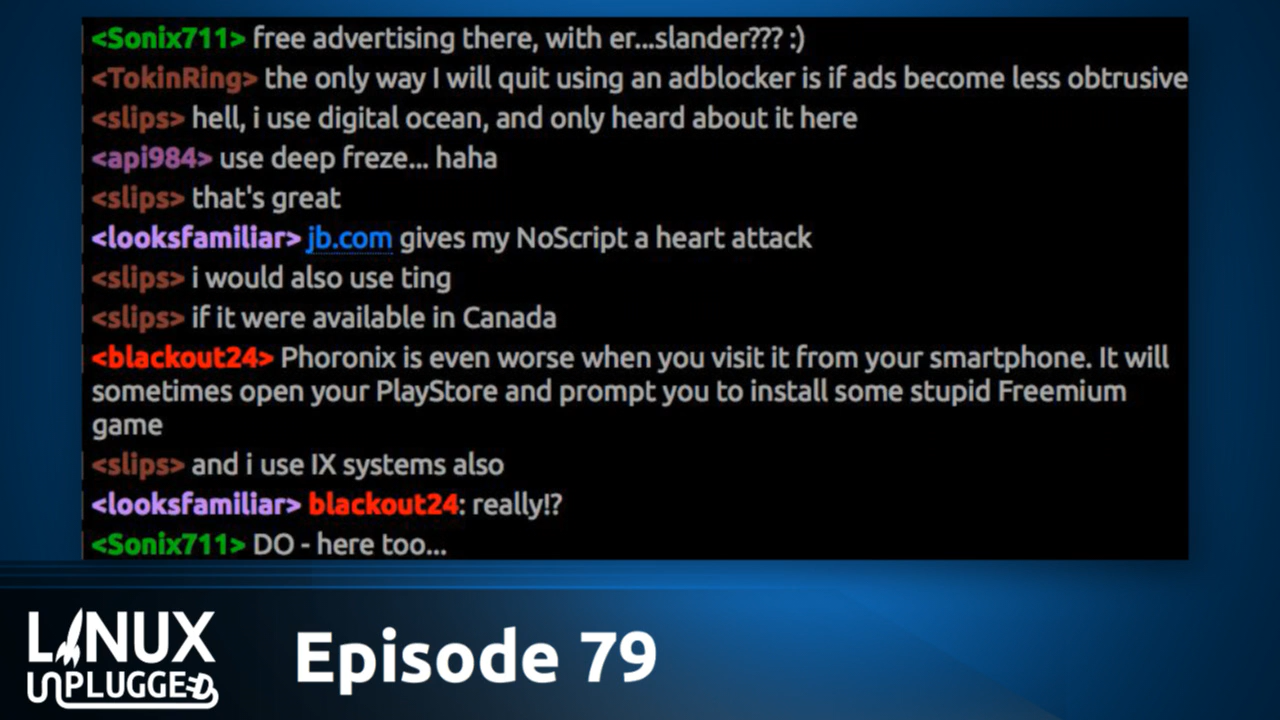 <Sonix711> free advertising there, with er...slander??? :)
<TokinRing> the only way I will quit using an adblocker is if ads become less obtrusive
<slips> hell, i use digital ocean, and only heard about it here
<api984> use deep freze... haha
<slips> that's great
<looksfamiliar> jb.com gives my NoScript a heart attack
<slips> i would also use ting
<slips> if it were available in Canada
<blackout24> Phoronix is even worse when you visit it from your smartphone. It will
sometimes open your PlayStore and prompt you to install some stupid Freemium
game
<slips> and i use IX systems also
<looksfamiliar> blackout24: really!?
<Sonix711> DO - here too...
LINUX
UNPLUGGED
Episode 79